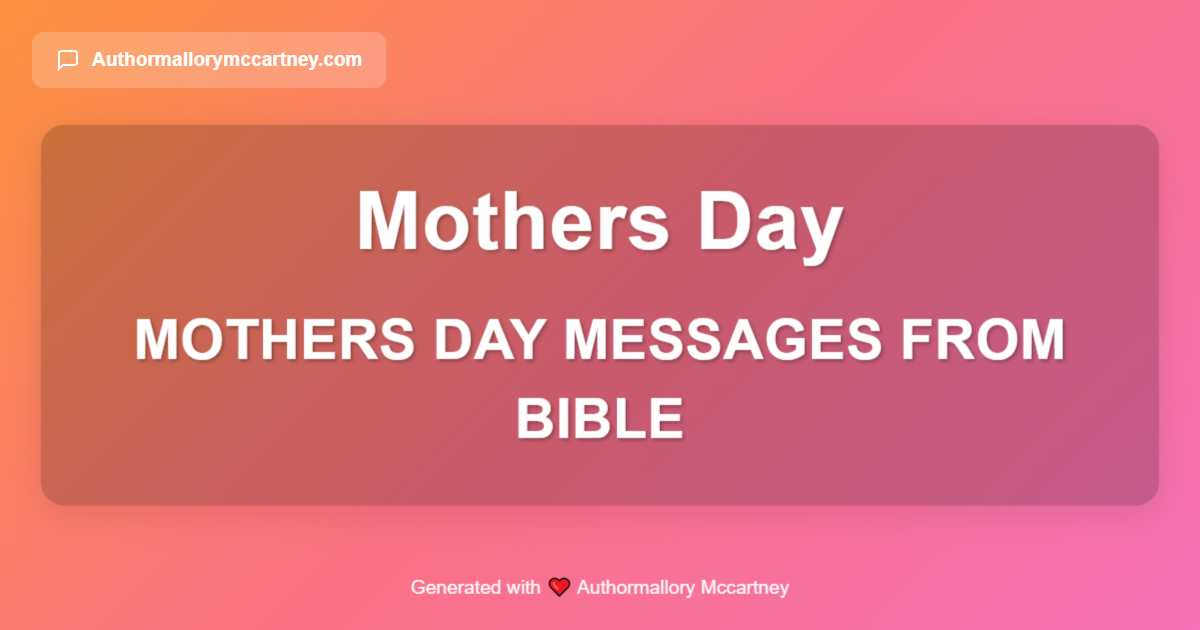 Authormallorymccartney.com
Mothers Day
MOTHERS DAY MESSAGES FROM
BIBLE
Generated with ❤️ Authormallory Mccartney